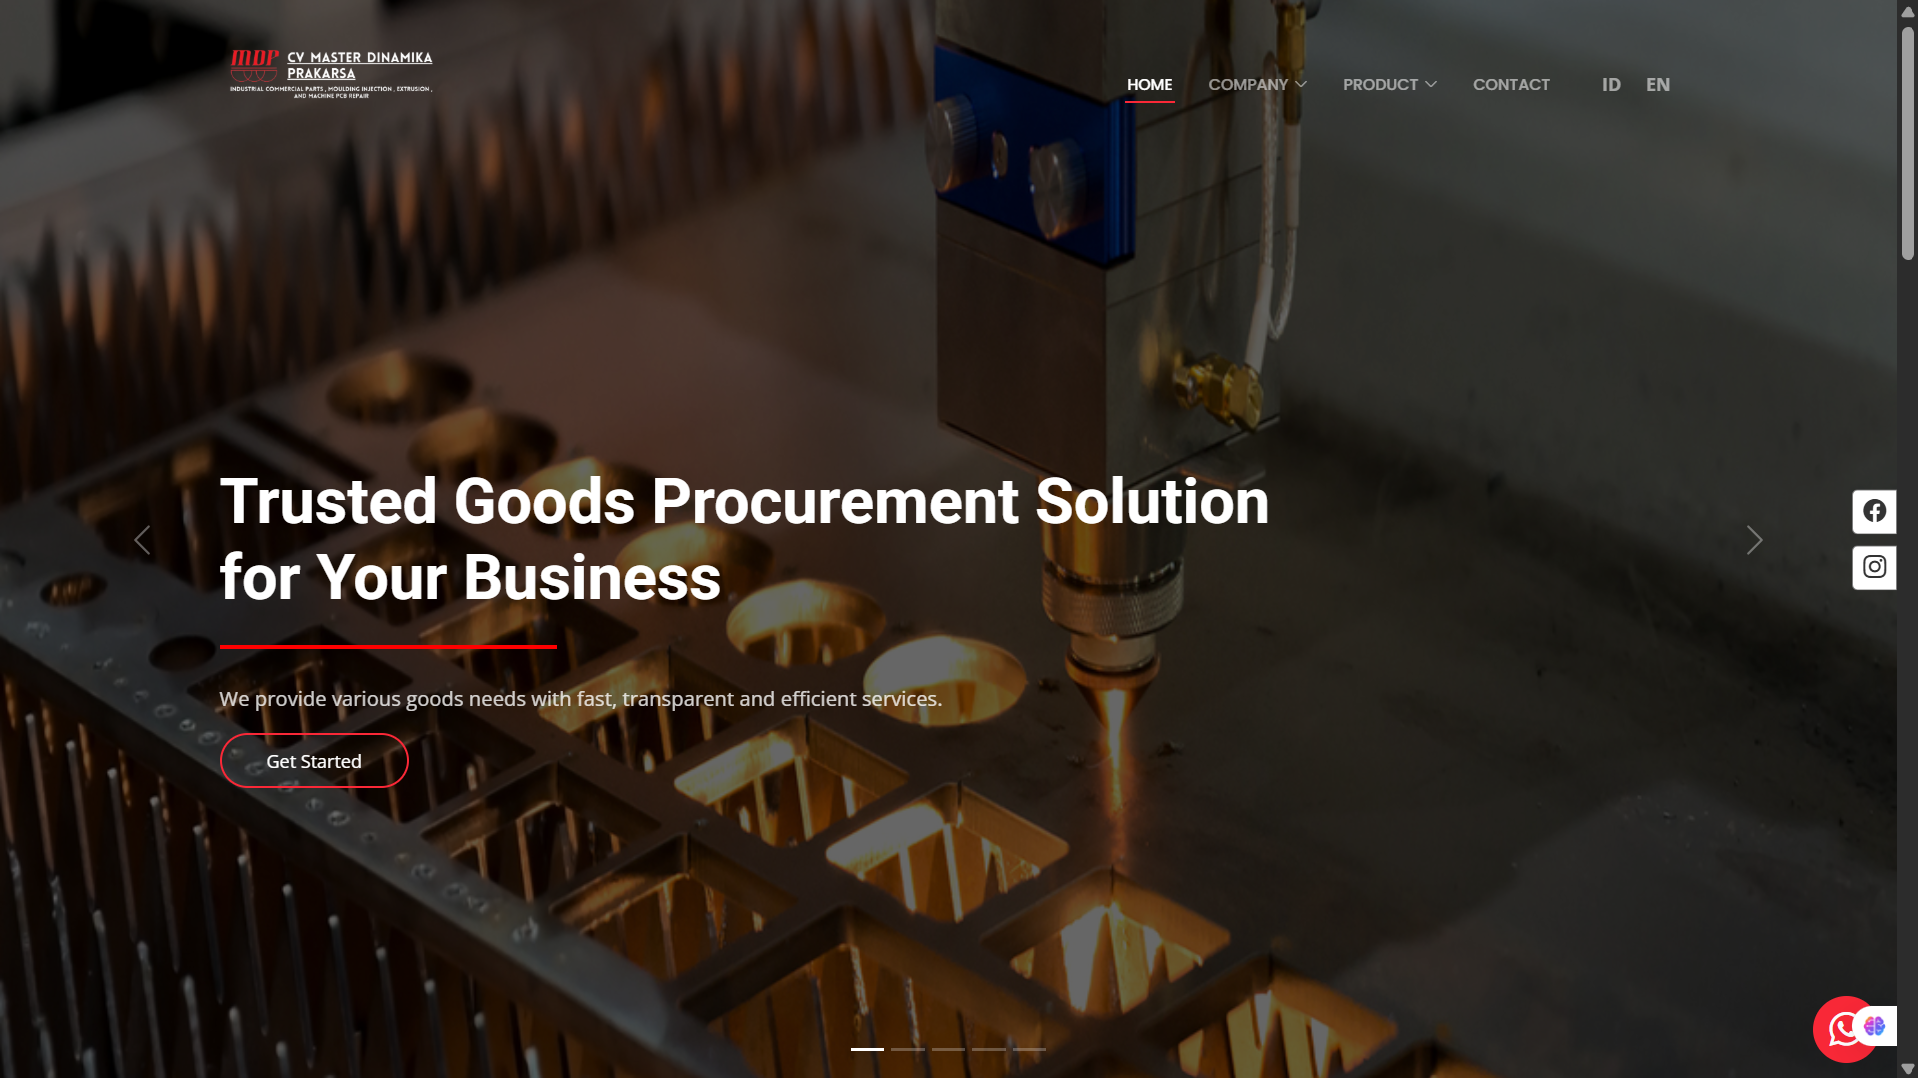 MDP
CV MASTER DINAMIKA
PRAKARSA
INDUSTRIAL COMMERCIAL PARTS , MOULDING INJECTION , EXTRUSION ,
AND MACHINE PCB REPAIR
HOME
COMPANY
PRODUCT
CONTACT
ID
EN
Trusted Goods Procurement Solution
for Your Business
We provide various goods needs with fast, transparent and efficient services.
Get Started